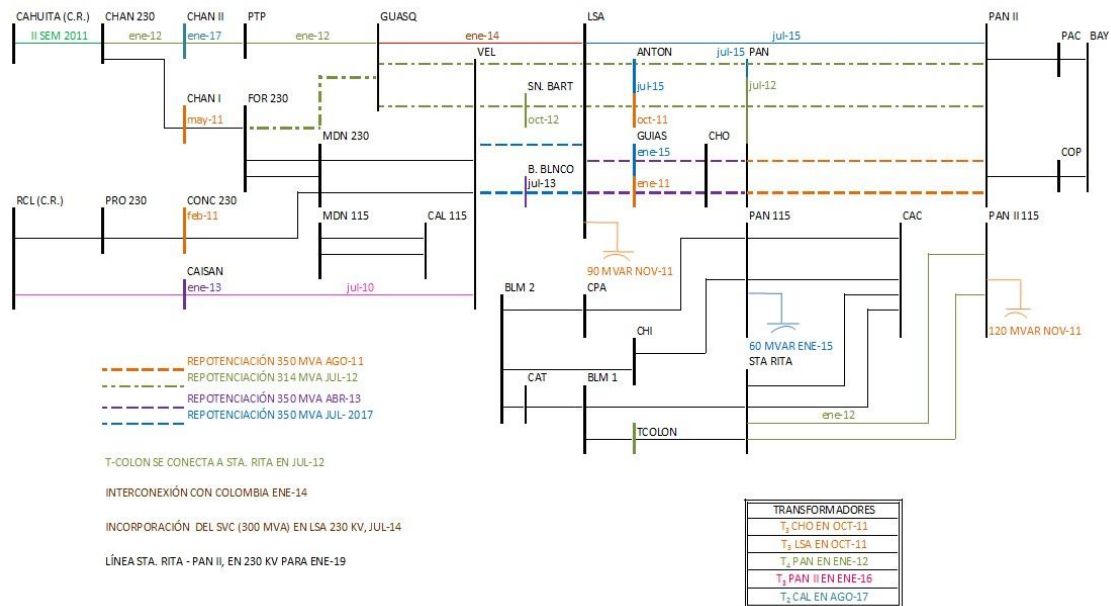 CAHUITA (C.R.) CHAN 230 CHAN II PTP GUASQ LSA PAN II
II SEM 2011 ene-12 ene-17 ene-12 ene-14 jul-15 PAC BAY
VEL ANTON jul-15 PAN
SN. BART jul-15 jul-12
CHAN I FOR 230 oct-12 oct-11
may-11 MDN 230 GUIAS CHO
ene-15
B. BLNCO COP
jul-13 ene-11
RCL (C.R.) PRO 230 CONC 230 MDN 115 CAL 115 PAN 115 CAC PAN II 115
feb-11
CAISAN 90 MVAR NOV-11
ene-13 jul-10 BLM 2 CPA
CHI 60 MVAR ENE-15 120 MVAR NOV-11
STA RITA
REPOTENCIACIÓN 350 MVA AGO-11
REPOTENCIACIÓN 314 MVA JUL-12 CAT BLM 1
REPOTENCIACIÓN 350 MVA ABR-13
REPOTENCIACIÓN 350 MVA JUL- 2017 ene-12
TCOLON
T-COLON SE CONECTA A STA. RITA EN JUL-12
INTERCONEXIÓN CON COLOMBIA ENE-14
INCORPORACIÓN DEL SVC (300 MVA) EN LSA 230 KV, JUL-14
LÍNEA STA. RITA - PAN II, EN 230 KV PARA ENE-19
TRANSFORMADORES
T3 CHO EN OCT-11
T3 LSA EN OCT-11
T4 PAN EN ENE-12
T3 PAN II EN ENE-16
T2 CAL EN AGO-17